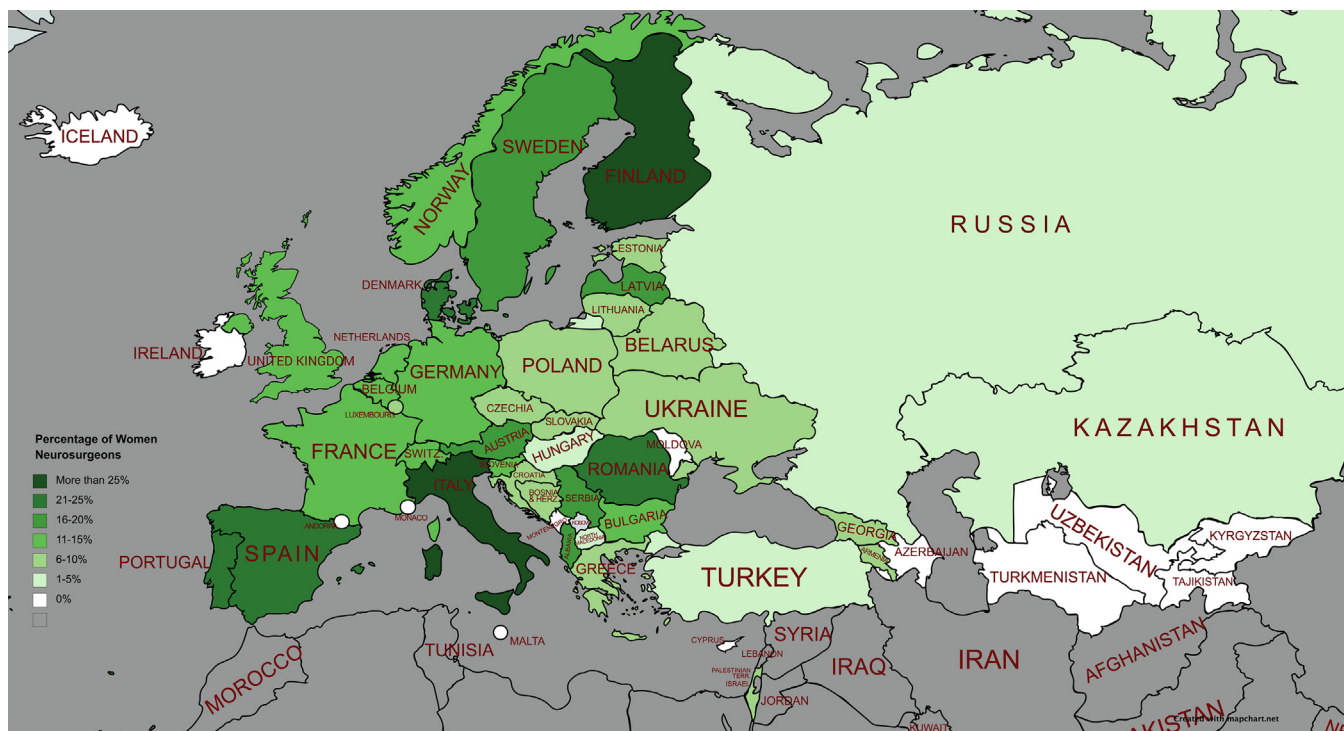 ICELAND
SWEDEN
FINLAND
NORWAY
RUSSIA
ESTONIA
DENMARK
LATVIA
LITHUANIA
NETHERLANDS
IRELAND
UNITED KINGDOM
BELARUS
POLAND
GERMANY
BELGIUM
LUXEMBOURG
CZECHIA
UKRAINE
SLOVAKIA
KAZAKHSTAN
Percentage of Women
Neurosurgeons
More than 25%
21-25%
16-20%
11-15%
6-10%
1-5%
0%
FRANCE
SWITZ.
AUSTRIA
HUNGARY
MOLDOVA
SLOVENIA
ROMANIA
CROATIA
ITALY
BOSNIA
& HERZ.
SERBIA
MONACO
ANDORRA
MONTENEGRO
KOSOVO
BULGARIA
NORTH
MACEDONIA
ALBANIA
GEORGIA
ARMENIA
AZERBAIJAN
UZBEKISTAN
KYRGYZSTAN
PORTUGAL
SPAIN
GREECE
TURKEY
TURKMENISTAN
TAJIKISTAN
MALTA
TUNISIA
MOROCCO
CYPRUS
SYRIA
LEBANON
IRAQ
IRAN
AFGHANISTAN
PALESTINIAN
TERR.
ISRAEL
JORDAN
KUWAIT
AKISTAN
Created with mapchart.net